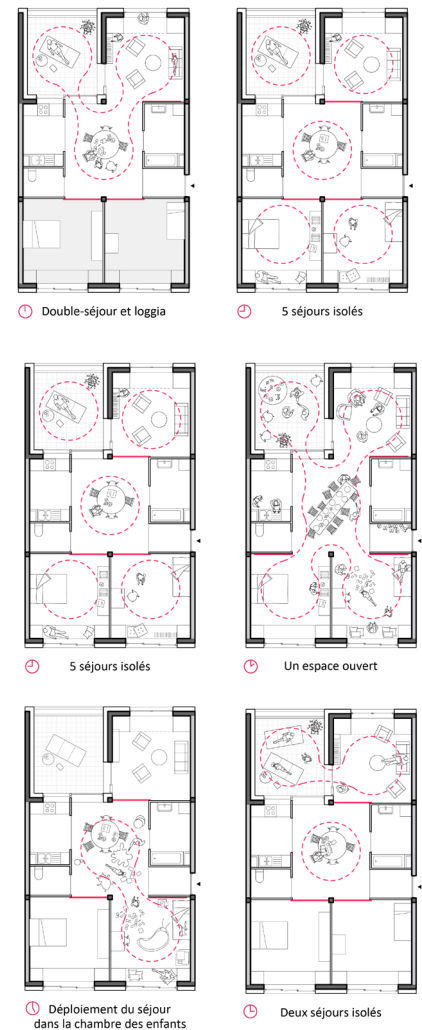 Double-séjour et loggia
5 séjours isolés
5 séjours isolés
Un espace ouvert
Déploiement du séjour
dans la chambre des enfants
Deux séjours isolés